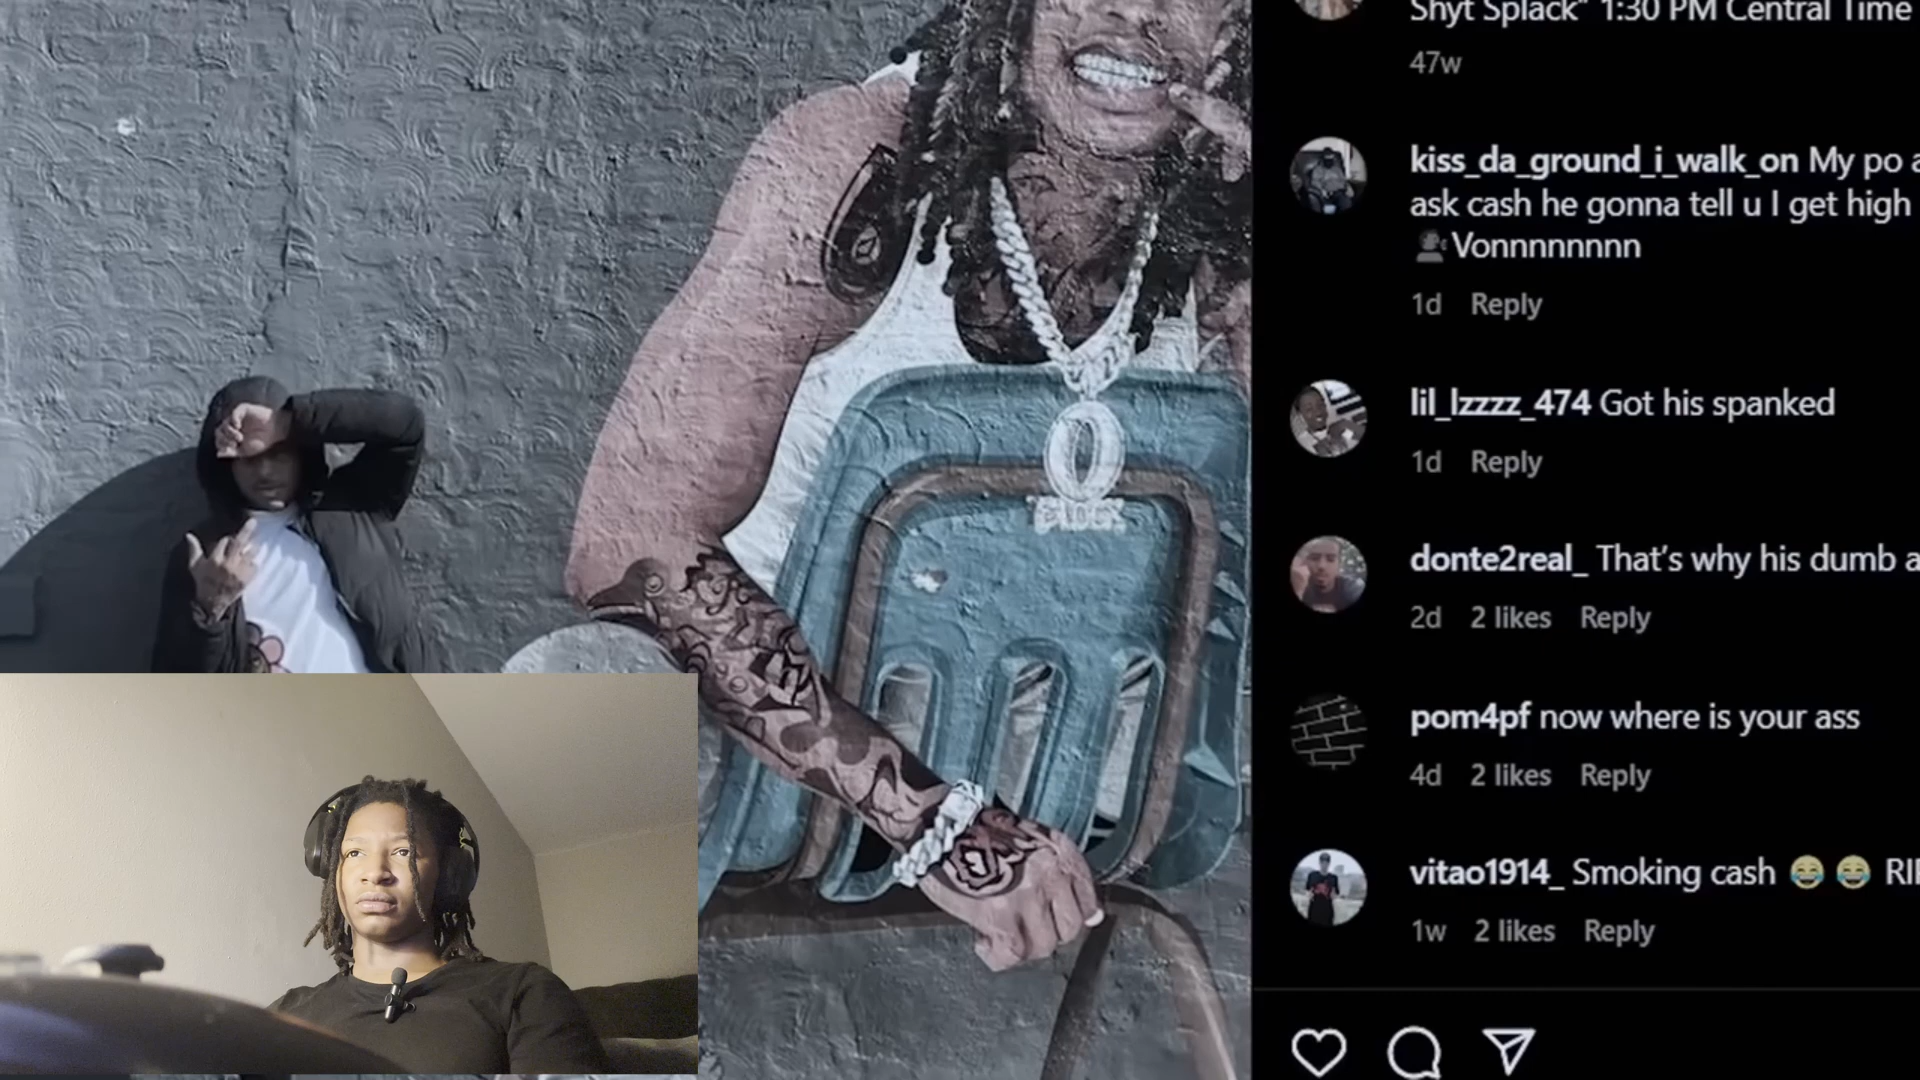 Shyt Splack" 1:30 PM Central Time
47w
kiss_da_ground_i_walk_on My po a
ask cash he gonna tell u I get high
Vonnnnnnnn
1d Reply
lil_lzzzz_474 Got his spanked
1d Reply
donte2real_ That's why his dumb a
2d 2 likes Reply
pom4pf now where is your ass
4d 2 likes Reply
vitao1914_ Smoking cash 😂 😂 RIP
1w 2 likes Reply
O
BLOCK